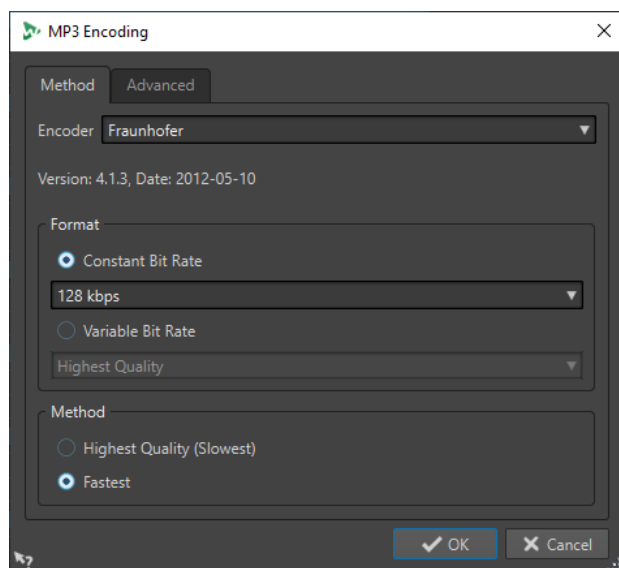 MP3 Encoding
Method Advanced
Encoder Fraunhofer
Version: 4.1.3, Date: 2012-05-10
Format
Constant Bit Rate
128 kbps
Variable Bit Rate
Highest Quality
Method
Highest Quality (Slowest)
Fastest
OK Cancel
?